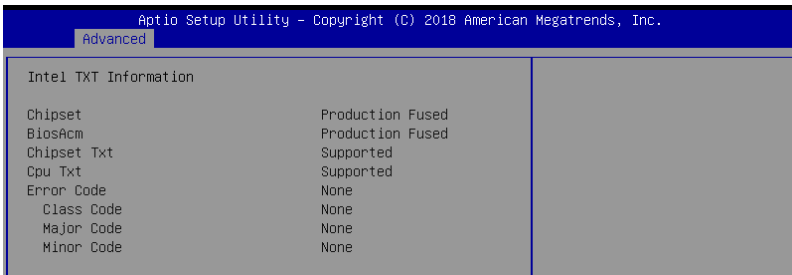 Aptio Setup Utility – Copyright (C) 2018 American Megatrends, Inc.
Advanced
Intel TXT Information
Chipset Production Fused
BiosAcm Production Fused
Chipset Txt Supported
Cpu Txt Supported
Error Code None
Class Code None
Major Code None
Minor Code None